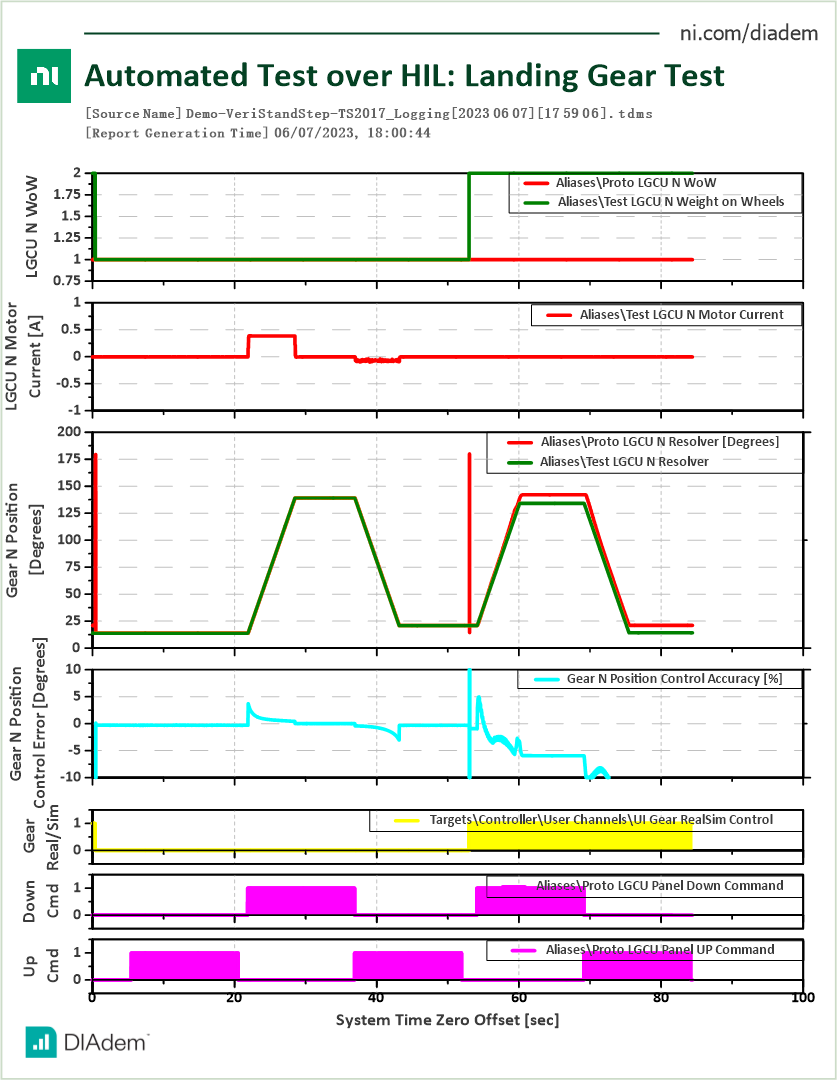 ni.com/diadem
ni
Automated Test over HIL: Landing Gear Test
[Source Name] Demo-VeriStandStep-TS2017_Logging[2023 06 07][17 59 06]. tdms
[Report Generation Time] 06/07/2023, 18:00:44
LGCU N WoW
2
1.75
1.5
1.25
1
0.75
Aliases\Proto LGCU N WoW
Aliases\Test LGCU N Weight on Wheels
LGCU N Motor
Current [A]
1
0.5
0
-0.5
-1
Aliases\Test LGCU N Motor Current
Gear N Position
[Degrees]
200
175
150
125
100
75
50
25
0
Aliases\Proto LGCU N Resolver [Degrees]
Aliases\Test LGCU N Resolver
Gear N Position
Control Error [Degrees]
10
5
0
-5
-10
Gear N Position Control Accuracy [%]
Gear
Real/Sim
1
0
Targets\Controller\User Channels\UI Gear RealSim Control
Down
Cmd
1
0
Aliases\Proto LGCU Panel Down Command
Up
Cmd
1
0
Aliases\Proto LGCU Panel UP Command
0 20 40 60 80 100
System Time Zero Offset [sec]
DIAdem™